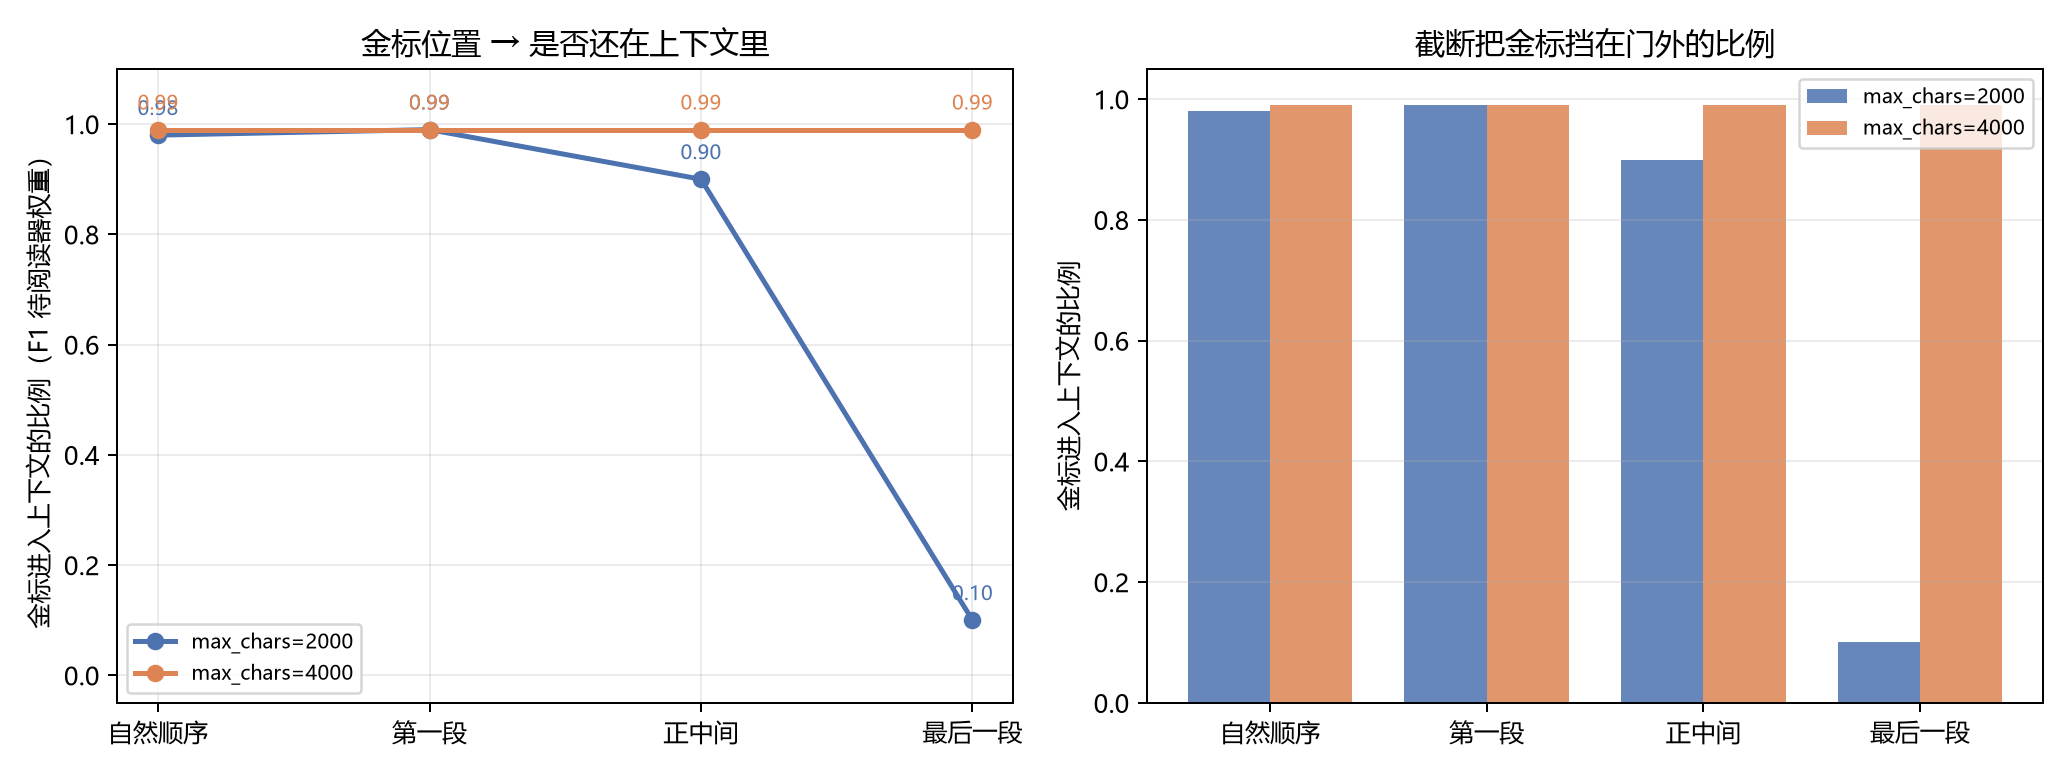 金标位置 → 是否还在上下文里
金标进入上下文的比例（F1 待阅读器权重）
1.0
0.8
0.6
0.4
0.2
0.0
0.99
0.98
0.99
0.99
0.99
0.99
0.90
0.10
max_chars=2000
max_chars=4000
自然顺序
第一段
正中间
最后一段
截断把金标挡在门外的比例
金标进入上下文的比例
1.0
0.8
0.6
0.4
0.2
0.0
max_chars=2000
max_chars=4000
自然顺序
第一段
正中间
最后一段